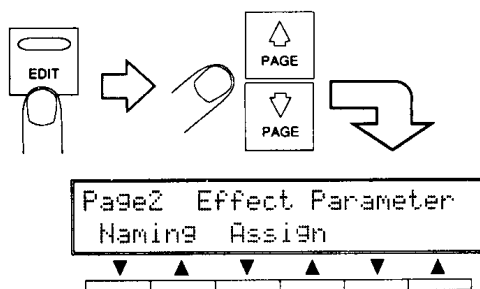 EDIT
PAGE
PAGE
Page2 Effect Parameter
Naming Assign